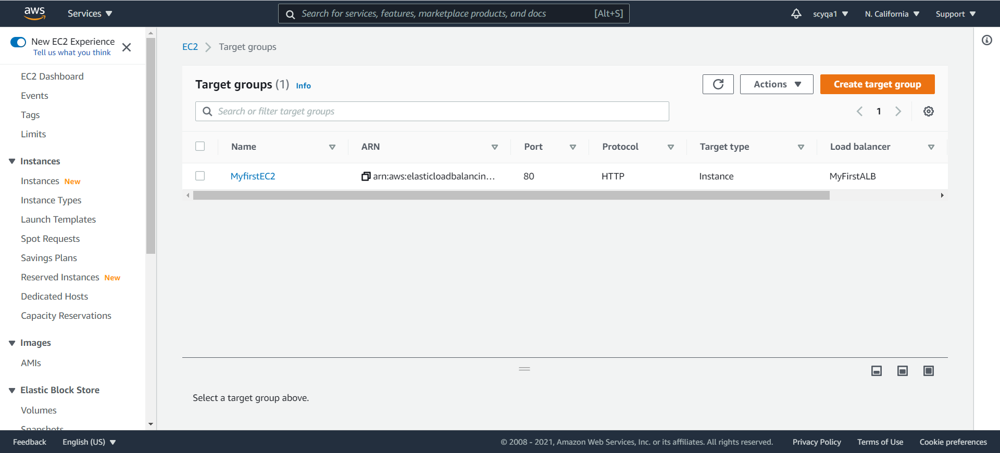 aws Services Search for services, features, marketplace products, and docs [Alt+S] scyqa1 N. California Support
New EC2 Experience
Tell us what you think
EC2 Dashboard
Events
Tags
Limits
Instances
Instances New
Instance Types
Launch Templates
Spot Requests
Savings Plans
Reserved Instances New
Dedicated Hosts
Capacity Reservations
Images
AMIs
Elastic Block Store
Volumes
Snapshots
EC2 Target groups
Target groups (1) Info
Actions Create target group
Search or filter target groups
1
Name ARN Port Protocol Target type Load balancer
MyfirstEC2 arn:aws:elasticloadbalancin... 80 HTTP Instance MyFirstALB
Select a target group above.
Feedback English (US) © 2008 - 2021, Amazon Web Services, Inc. or its affiliates. All rights reserved. Privacy Policy Terms of Use Cookie preferences